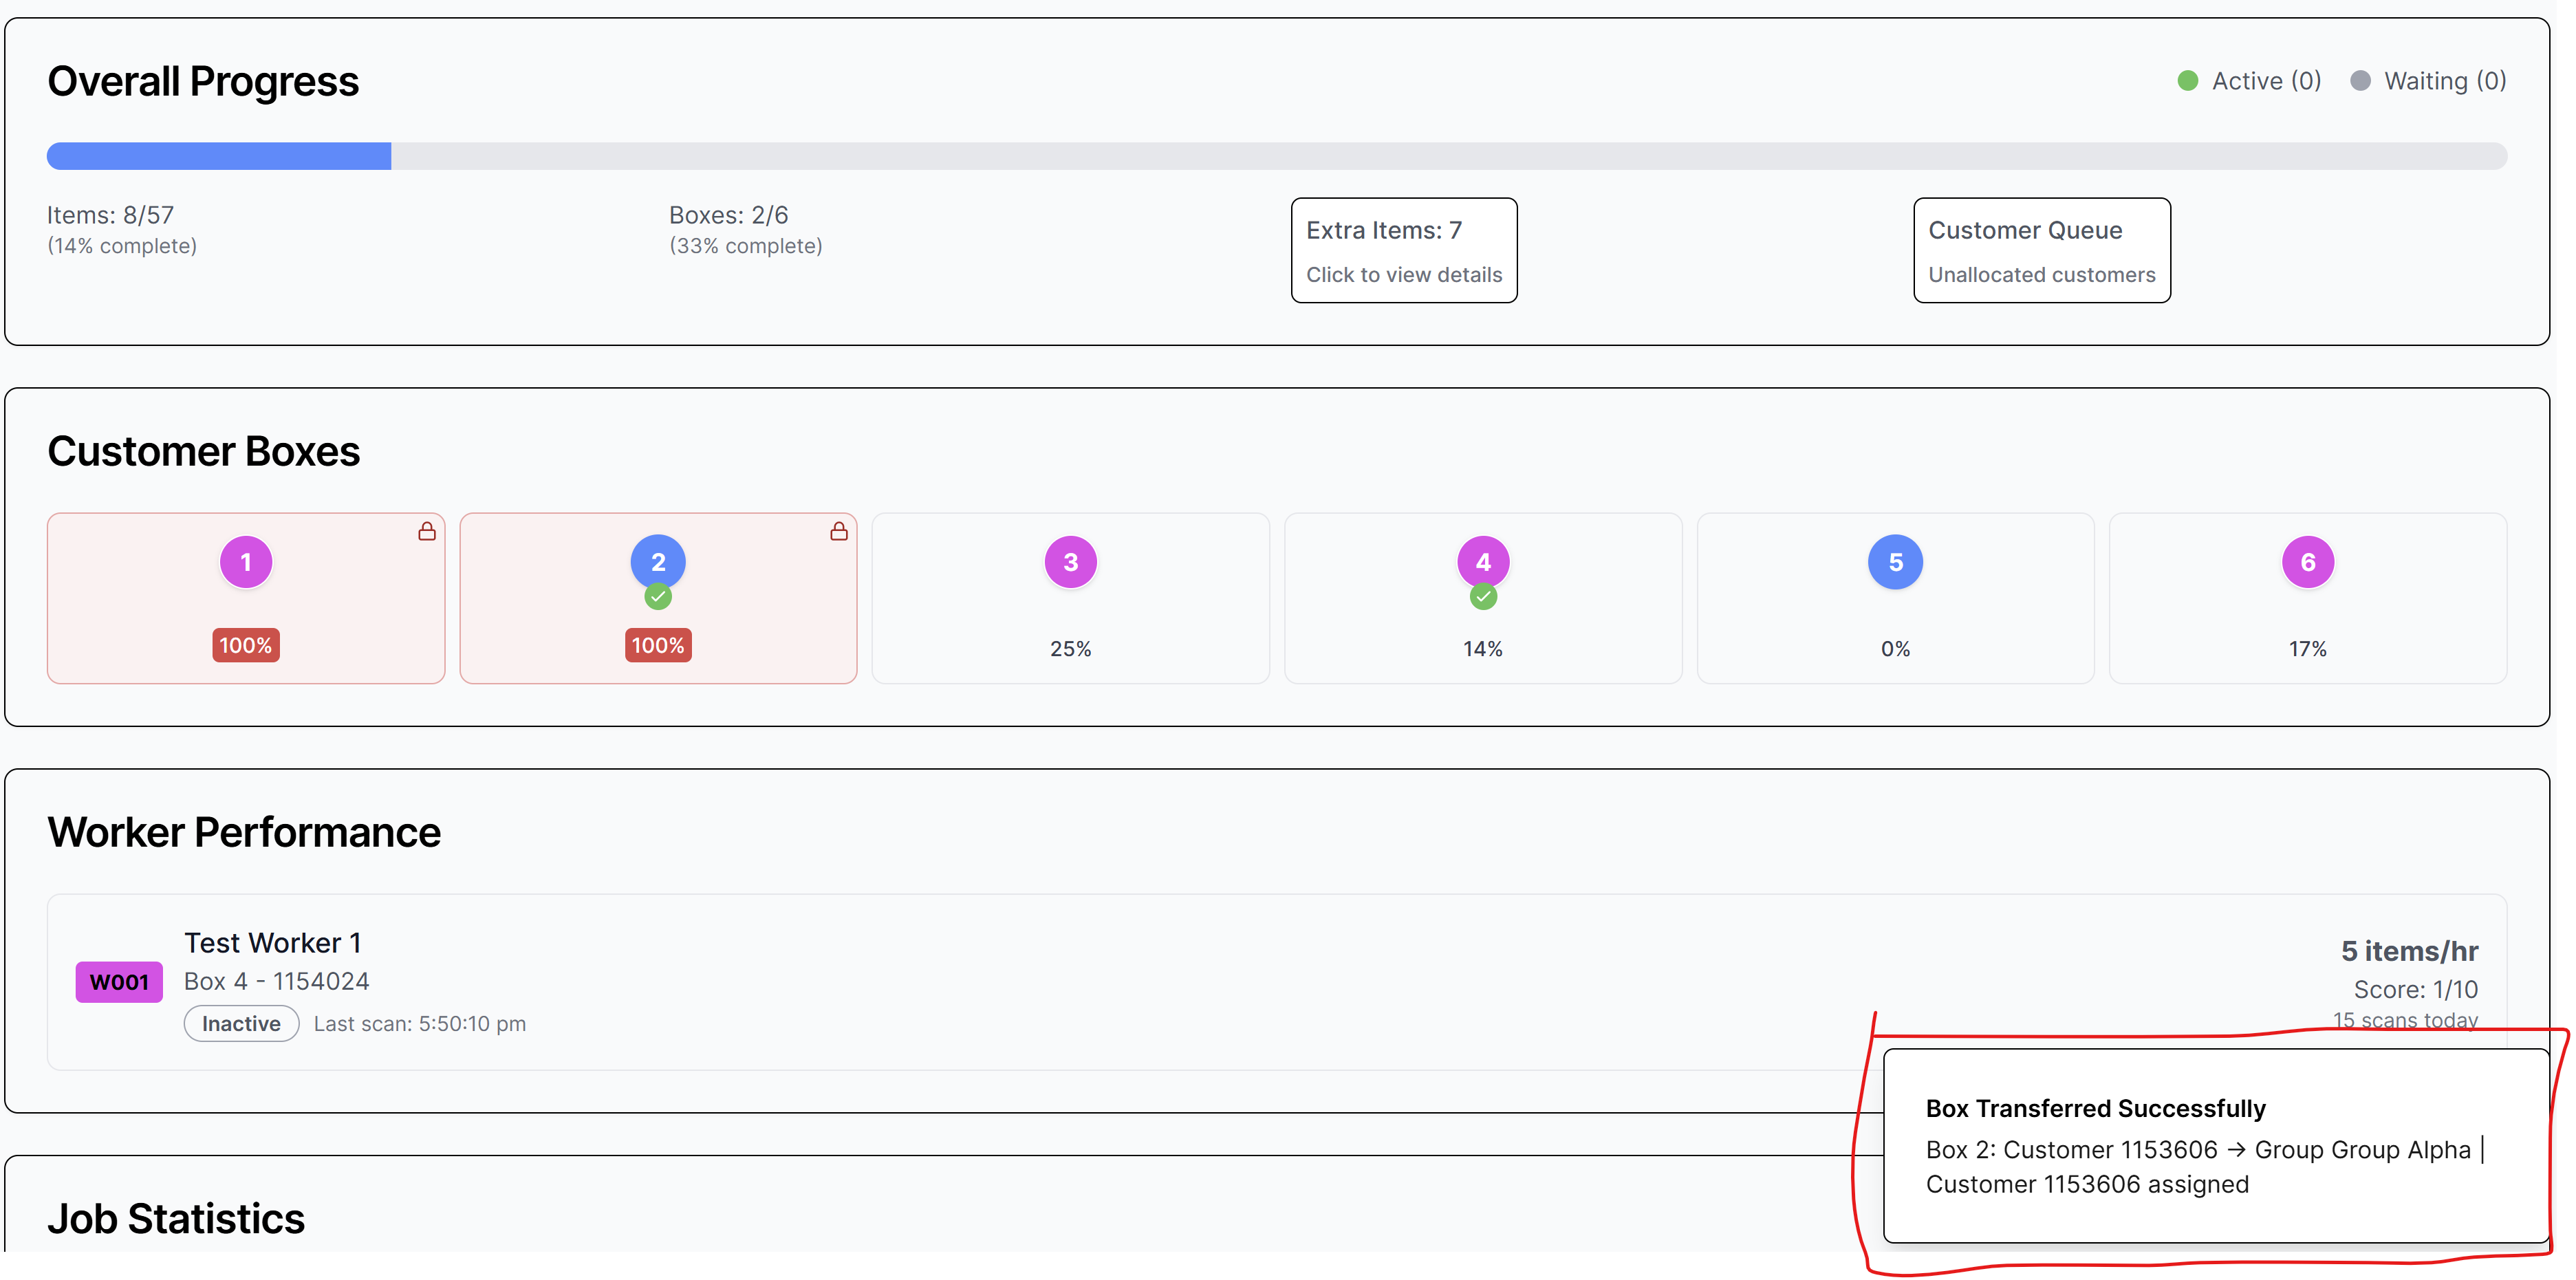 Overall Progress
Active (0)
Waiting (0)
Items: 8/57
(14% complete)
Boxes: 2/6
(33% complete)
Extra Items: 7
Click to view details
Customer Queue
Unallocated customers
Customer Boxes
1
100%
2
100%
3
25%
4
14%
5
0%
6
17%
Worker Performance
W001
Test Worker 1
Box 4 - 1154024
Inactive
Last scan: 5:50:10 pm
5 items/hr
Score: 1/10
15 scans today
Box Transferred Successfully
Box 2: Customer 1153606 → Group Group Alpha |
Customer 1153606 assigned
Job Statistics